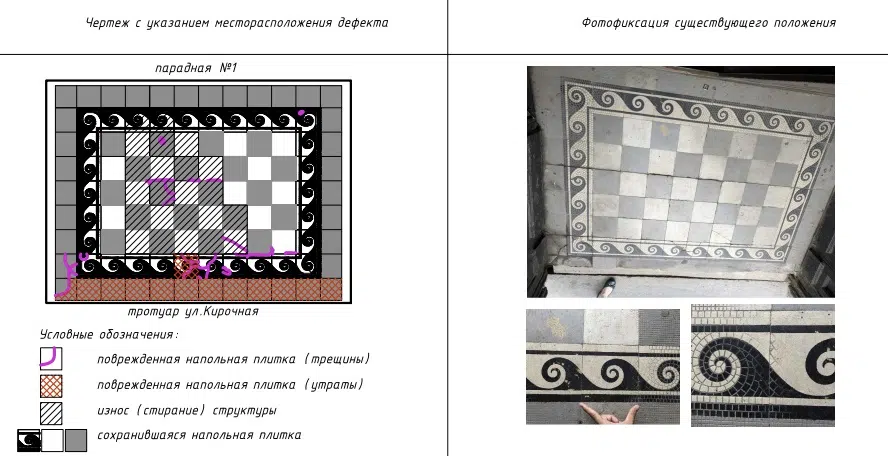 Чертеж с указанием месторасположения дефекта
Фотофиксация существующего положения
парадная №1
тротуар ул.Кирочная
Условные обозначения:
поврежденная напольная плитка (трещины)
поврежденная напольная плитка (утраты)
износ (стирание) структуры
сохранившаяся напольная плитка